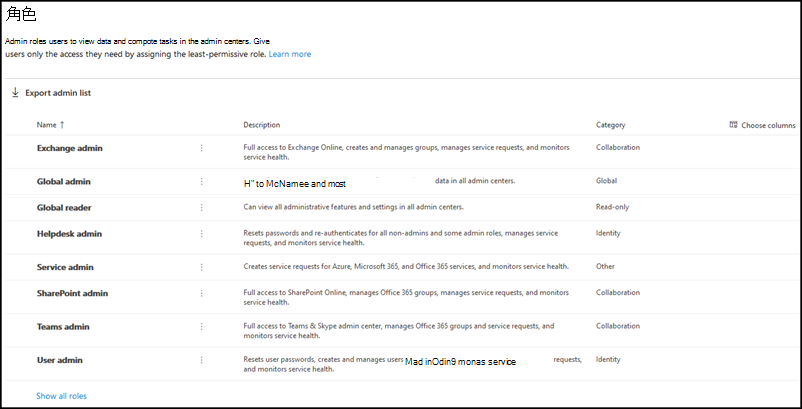 角色
Admin roles users to view data and compote tasks in the admin centers. Give
users only the access they need by assigning the least-permissive role. Learn more
Export admin list
Name ↑ Description Category Choose columns
Exchange admin Full access to Exchange Online, creates and manages groups, manages service requests, and monitors Collaboration
service health.
Global admin H" to McNamee and most data in all admin centers. Global
Global reader Can view all administrative features and settings in all admin centers. Read-only
Helpdesk admin Resets passwords and re-authenticates for all non-admins and some admin roles, manages service Identity
requests, and monitors service health.
Service admin Creates service requests for Azure, Microsoft 365, and Office 365 services, and monitors service health. Other
SharePoint admin Full access to SharePoint Online, manages Office 365 groups, manages service requests, and monitors Collaboration
service health.
Teams admin Full access to Teams & Skype admin center, manages Office 365 groups and service requests, and Collaboration
monitors service health.
User admin Resets user passwords, creates and manages users Mad inOdin9 monas service requests, Identity
and monitors service health.
Show all roles